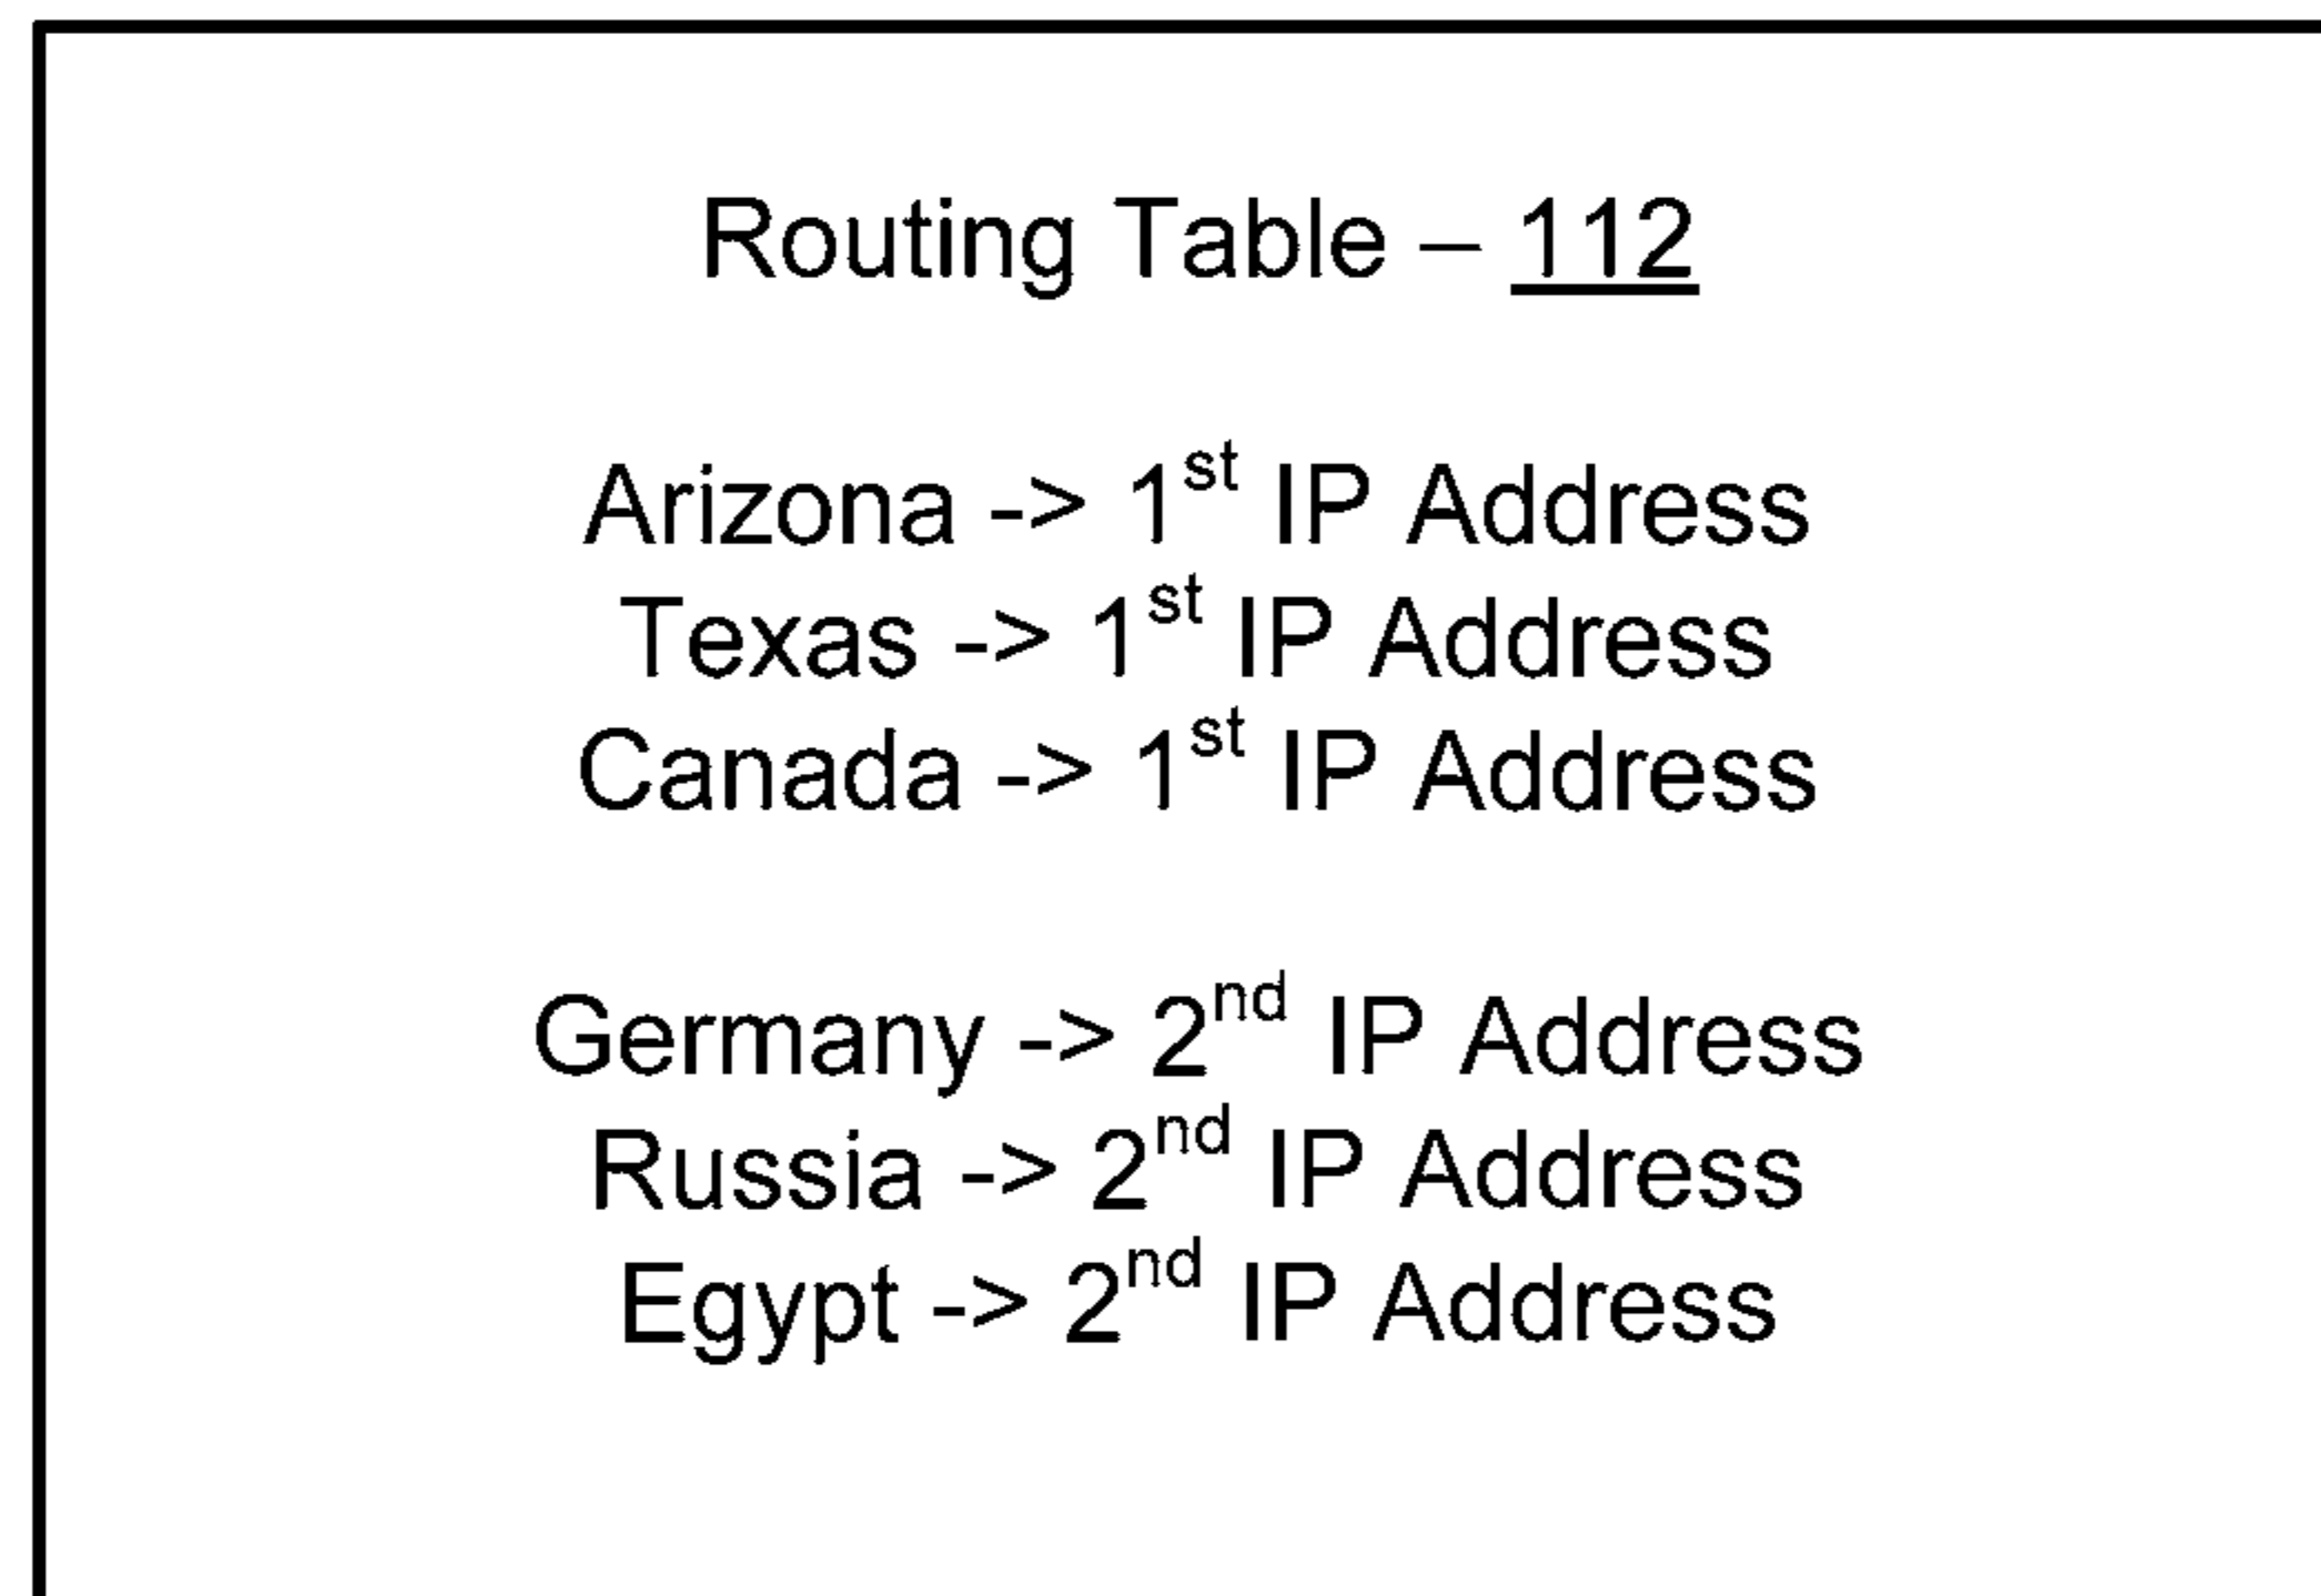 Routing Table – 112
Arizona -> 1st IP Address
Texas -> 1st IP Address
Canada -> 1st IP Address
Germany -> 2nd IP Address
Russia -> 2nd IP Address
Egypt -> 2nd IP Address